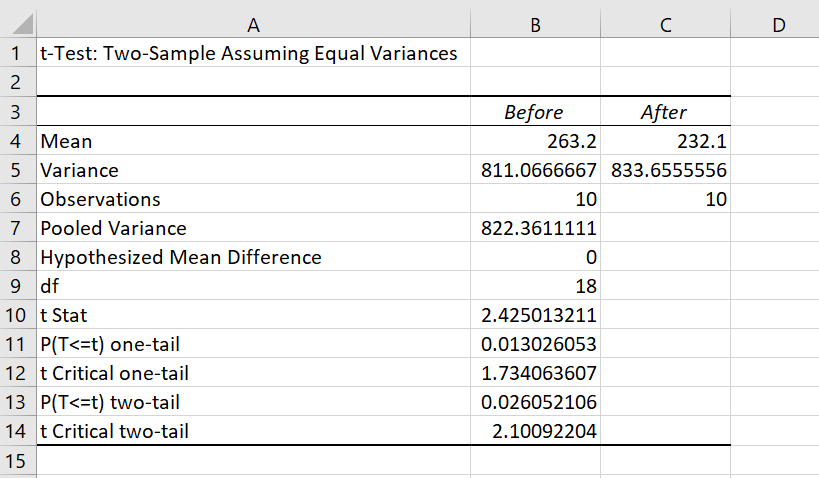 A B C D
1 t-Test: Two-Sample Assuming Equal Variances
2
3 Before After
4 Mean 263.2 232.1
5 Variance 811.0666667 833.6555556
6 Observations 10 10
7 Pooled Variance 822.3611111
8 Hypothesized Mean Difference 0
9 df 18
10 t Stat 2.425013211
11 P(T<=t) one-tail 0.013026053
12 t Critical one-tail 1.734063607
13 P(T<=t) two-tail 0.026052106
14 t Critical two-tail 2.10092204
15